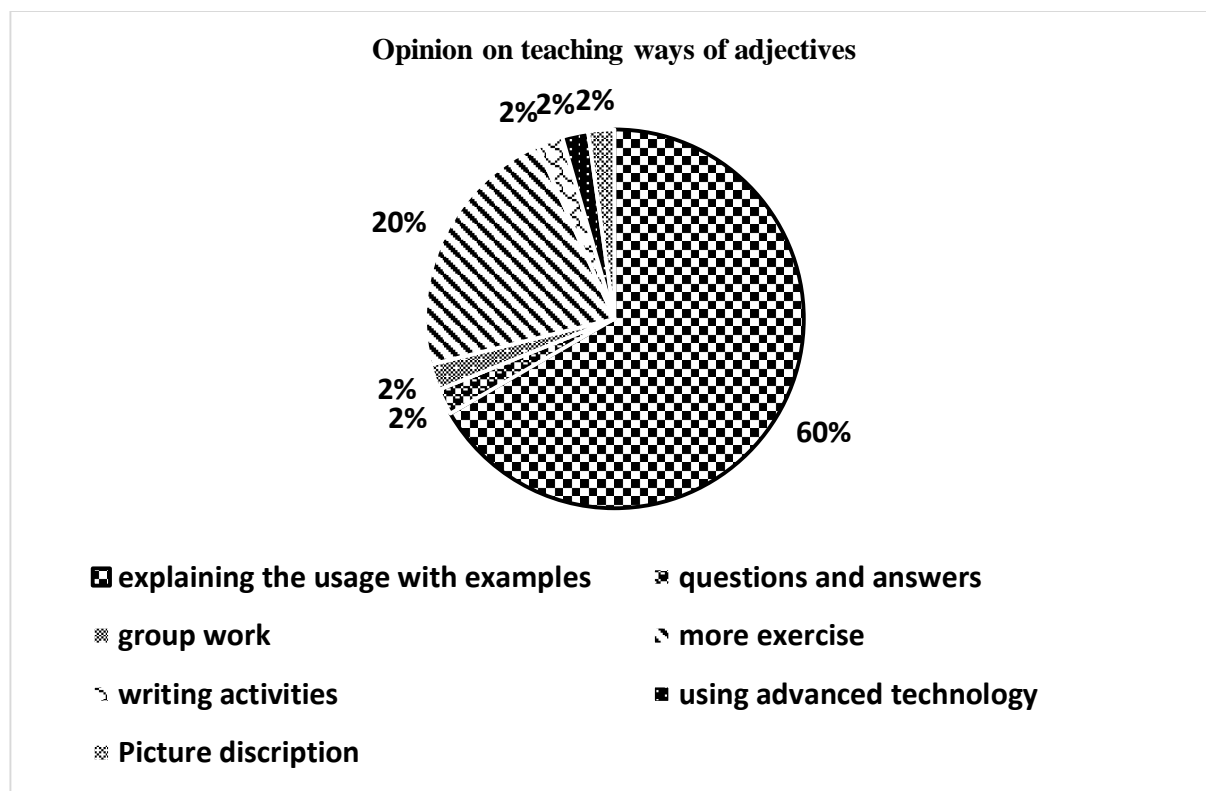 Opinion on teaching ways of adjectives
2% 2% 2%
20%
2%
2%
60%
explaining the usage with examples
questions and answers
group work
more exercise
writing activities
using advanced technology
Picture discription